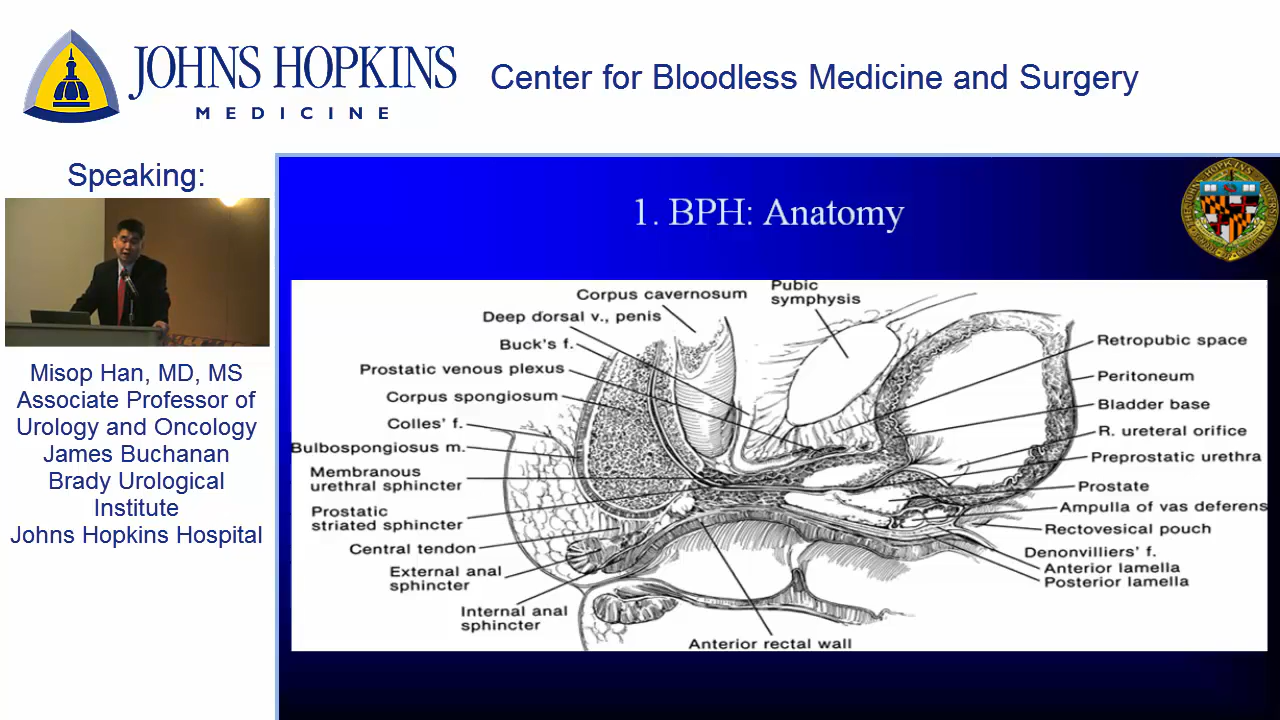 JOHNS HOPKINS
MEDICINE
Center for Bloodless Medicine and Surgery
Speaking:
Misop Han, MD, MS
Associate Professor of
Urology and Oncology
James Buchanan
Brady Urological
Institute
Johns Hopkins Hospital
1. BPH: Anatomy
Corpus cavernosum
Deep dorsal v., penis
Buck's f.
Prostatic venous plexus
Corpus spongiosum
Colles' f.
Bulbospongiosus m.
Membranous
urethral sphincter
Prostatic
striated sphincter
Central tendon
External anal
sphincter
Internal anal
sphincter
Pubic
symphysis
Anterior rectal wall
Retropubic space
Peritoneum
Bladder base
R. ureteral orifice
Preprostatic urethra
Prostate
Ampulla of vas deferens
Rectovesical pouch
Denonvilliers' f.
Anterior lamella
Posterior lamella